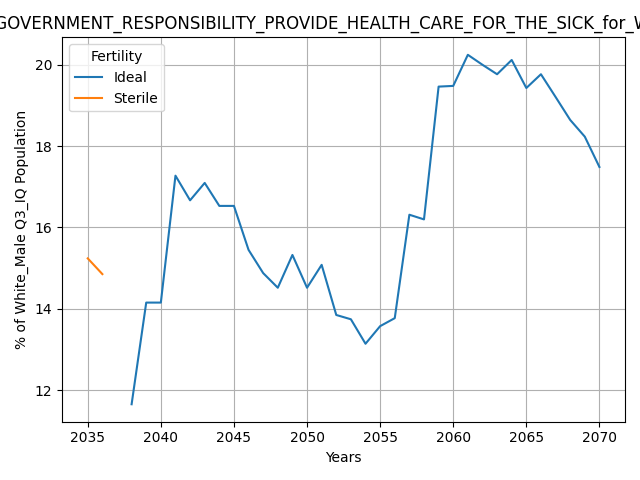 GOVERNMENT_RESPONSIBILITY_PROVIDE_HEALTH_CARE_FOR_THE_SICK_for_W
Fertility
Ideal
Sterile
% of White_Male Q3_IQ Population
20
18
16
14
12
2035 2040 2045 2050 2055 2060 2065 2070
Years